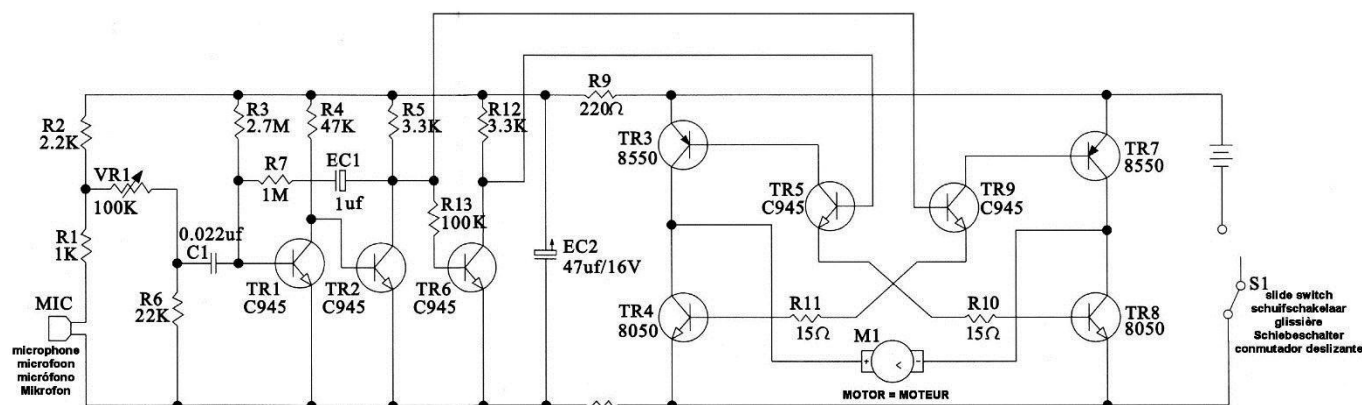 R2
2.2K
VR1
100K
R1
1K
MIC
microphone
microfoon
micrófono
Mikrofon
0.022uf
C1
R6
22K
R3
2.7M
R7
1M
R4
47K
EC1
1uf
R5
3.3K
R12
3.3K
R13
100K
TR1
C945
TR2
C945
TR6
C945
EC2
47uf/16V
R9
220Ω
TR3
8550
TR5
C945
TR9
C945
TR7
8550
TR4
8050
R11
15Ω
R10
15Ω
TR8
8050
M1
+
-
MOTOR = MOTEUR
S1
slide switch
schuifschakelaar
glissière
Schiebeschalter
conmutador deslizante